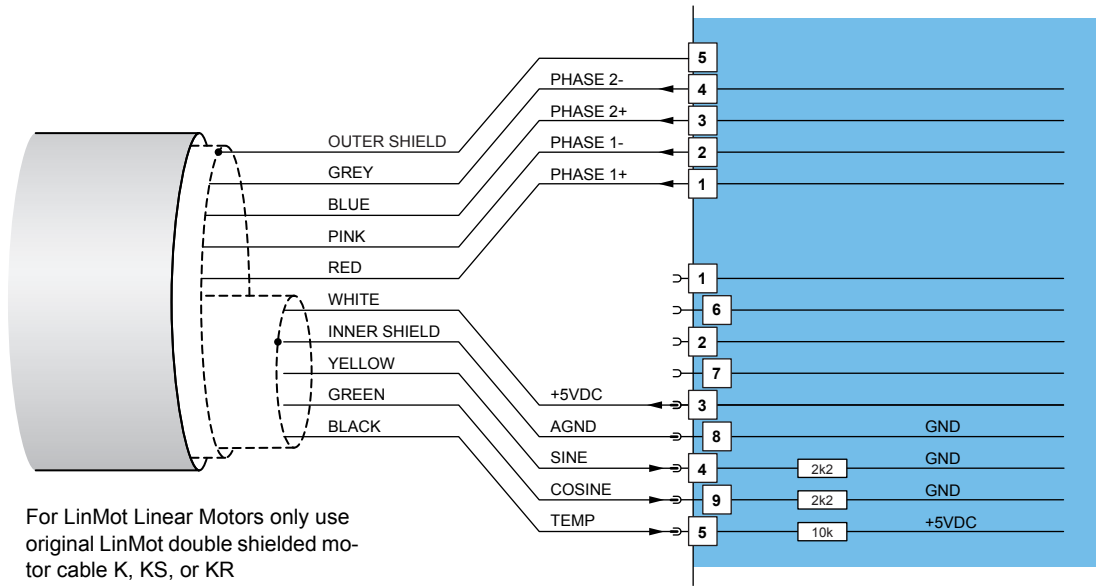 5
PHASE 2- 4
PHASE 2+ 3
OUTER SHIELD PHASE 1- 2
GREY PHASE 1+ 1
BLUE
PINK
RED 1
WHITE 6
INNER SHIELD 2
YELLOW 7
GREEN +5VDC 3
BLACK AGND 8 GND
SINE 4 2k2 GND
COSINE 9 2k2 GND
TEMP 5 10k +5VDC
For LinMot Linear Motors only use
original LinMot double shielded mo-
tor cable K, KS, or KR